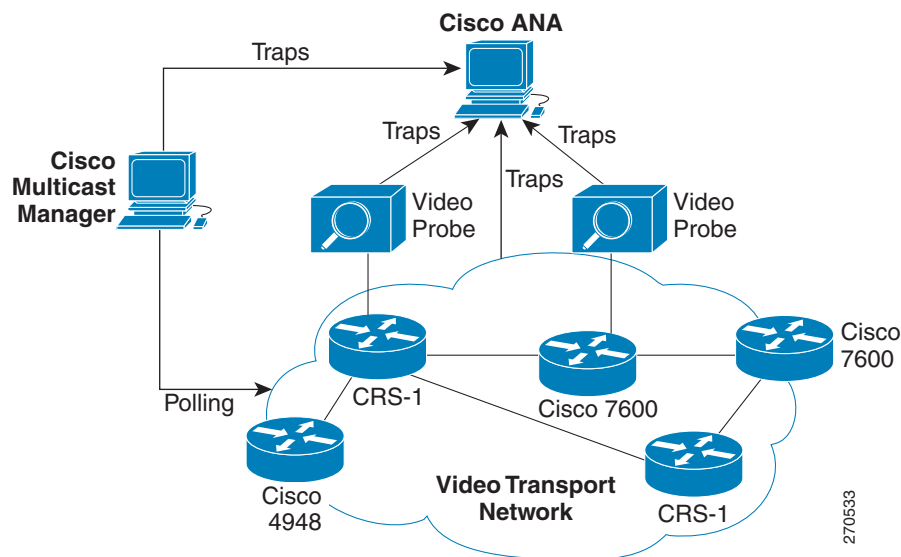 Cisco ANA
Traps
Traps
Traps
Traps
Cisco
Multicast
Manager
Video
Probe
Video
Probe
Cisco
7600
CRS-1
Cisco 7600
Polling
Cisco
4948
Video Transport
Network
CRS-1
270533